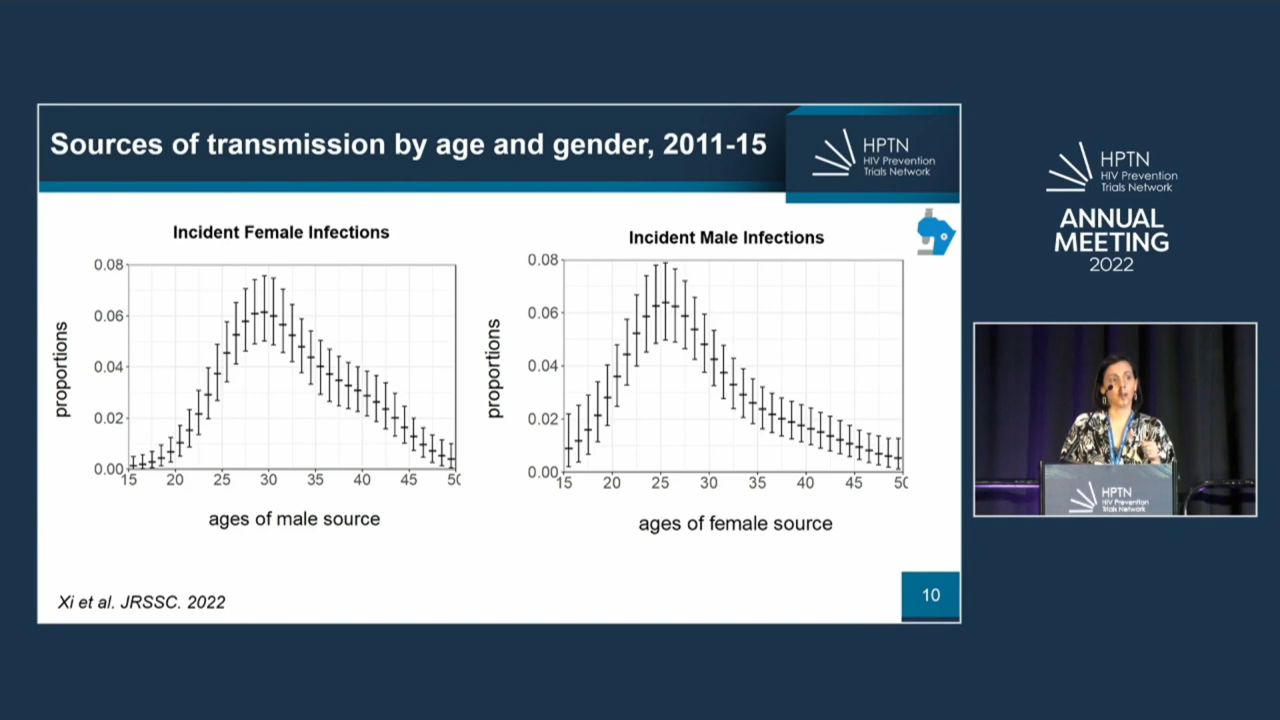 Sources of transmission by age and gender, 2011-15
HPTN
HIV Prevention
Trials Network
Incident Female Infections
proportions
0.08
0.06
0.04
0.02
0.00
15 20 25 30 35 40 45 50
ages of male source
Incident Male Infections
proportions
0.08
0.06
0.04
0.02
0.00
15 20 25 30 35 40 45 50
ages of female source
Xi et al. JRSSC. 2022
10
HPTN
HIV Prevention
Trials Network
ANNUAL
MEETING
2022
HPTN
HIV Prevention
Trials Network